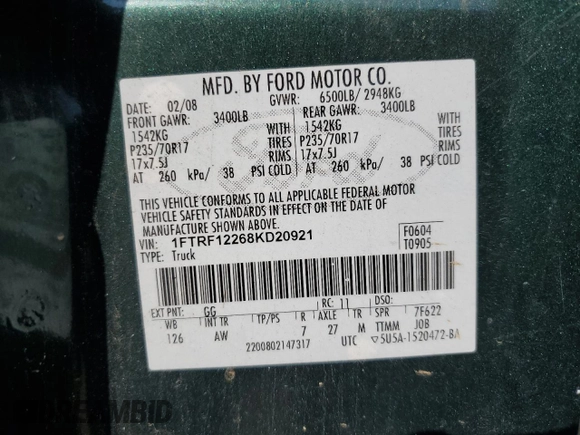 MFD. BY FORD MOTOR CO.
DATE: 02/08 GVWR: 6500LB/ 2948KG
FRONT GAWR: 3400LB REAR GAWR: 3400LB
1542KG WITH 1542KG WITH
P235/70R17 TIRES P235/70R17 TIRES
17x7.5J RIMS 17x7.5J RIMS
AT 260 kPa/ 38 PSI COLD AT 260 kPa/ 38 PSI COLD
Ford
THIS VEHICLE CONFORMS TO ALL APPLICABLE FEDERAL MOTOR
VEHICLE SAFETY STANDARDS IN EFFECT ON THE DATE OF
MANUFACTURE SHOWN ABOVE.
VIN: 1FTRF12268KD20921 F0604
TYPE: Truck T0905
EXT PNT: GG RC: 11 DSO:
WB INT TR TP/PS R AXLE TR SPR 7F622
126 AW 7 27 M TTMM JOB
2200802147317 UTC ▽5U5A-1520472-BA